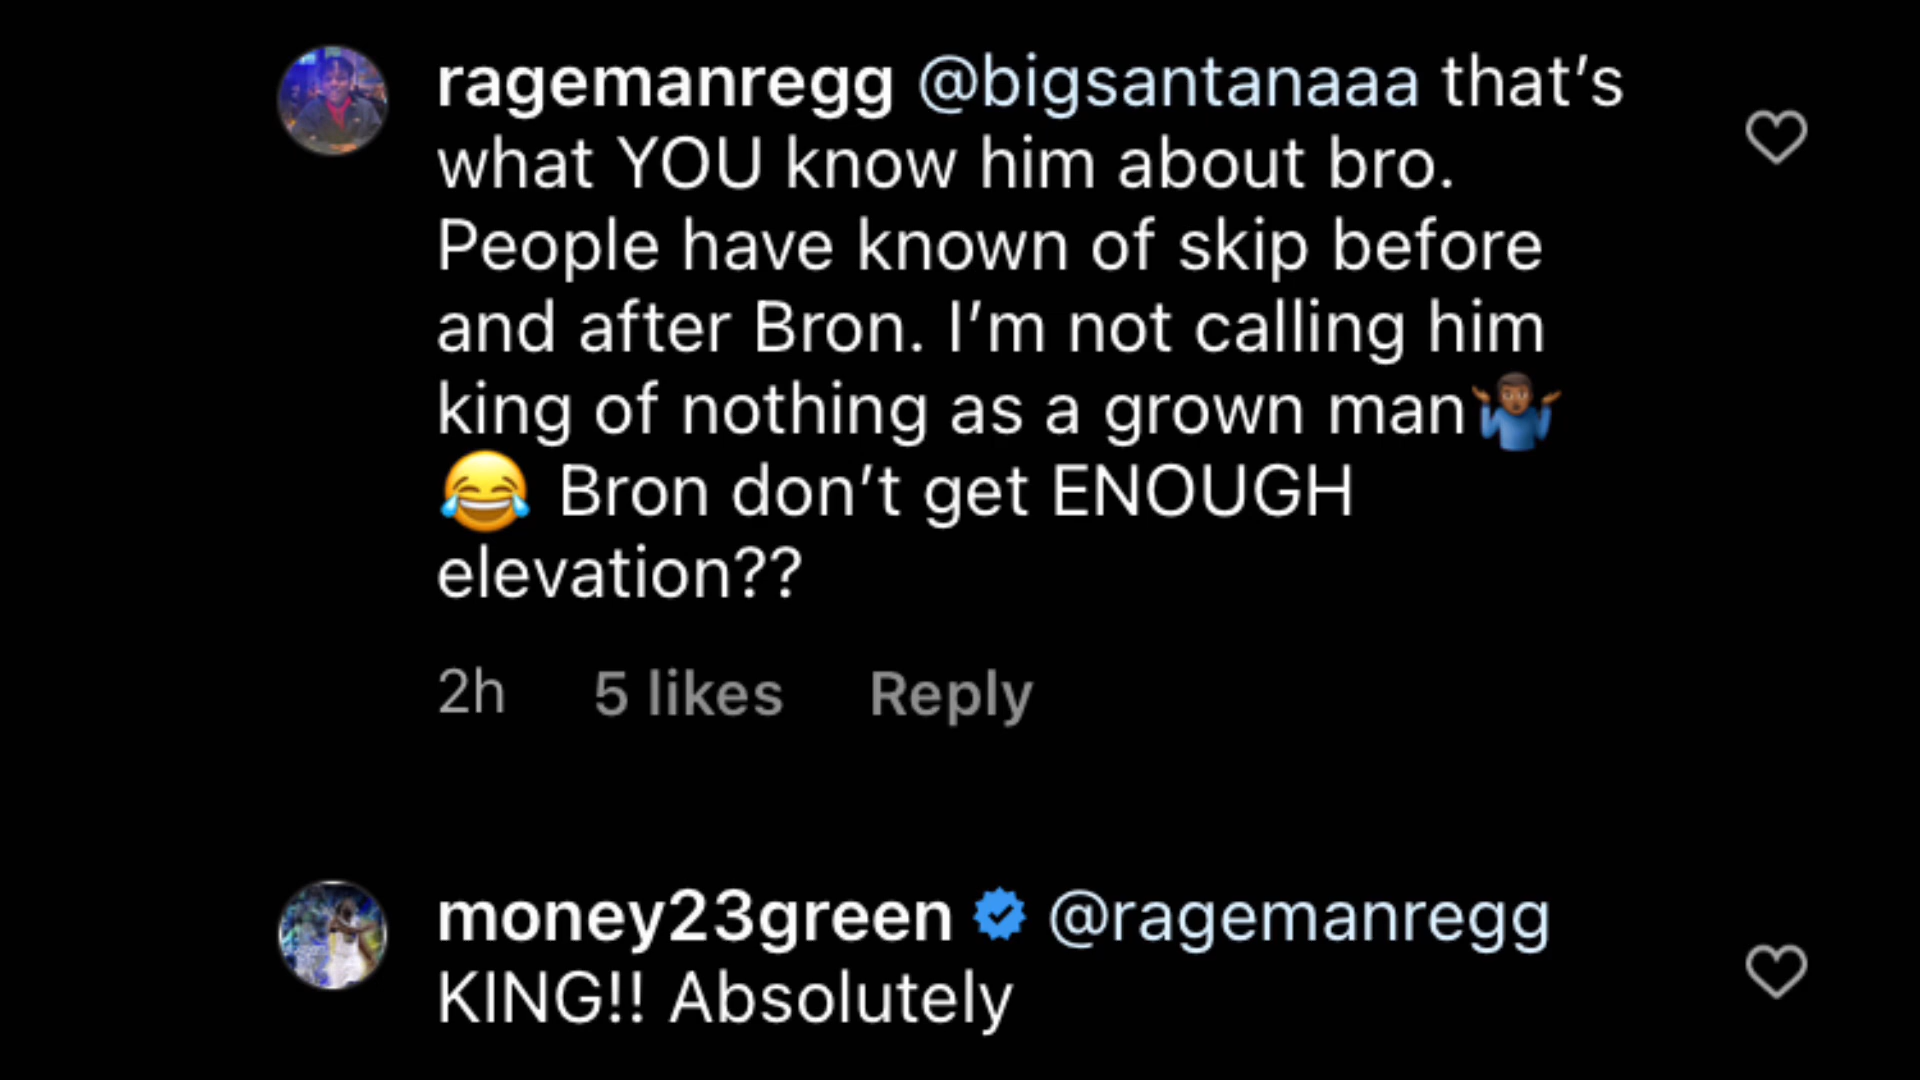 ragemanregg @bigsantanaaa that’s
what YOU know him about bro.
People have known of skip before
and after Bron. I’m not calling him
king of nothing as a grown man🤷🏾‍♂️
😂 Bron don’t get ENOUGH
elevation??
2h 5 likes Reply
money23green @ragemanregg
KING!! Absolutely